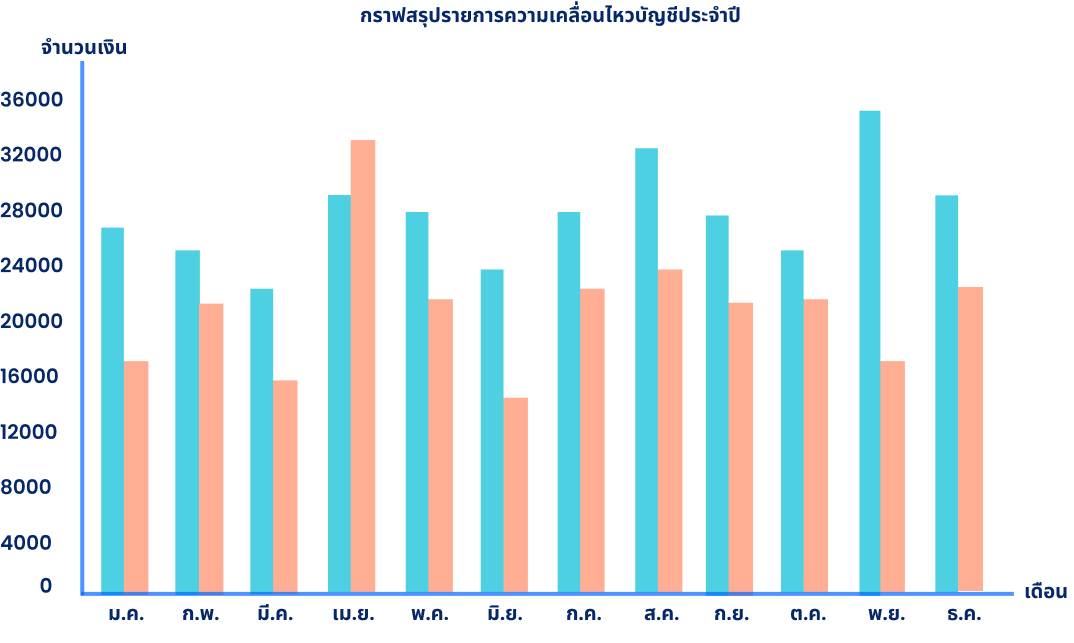 กราฟสรุปรายการความเคลื่อนไหวบัญชีประจำปี
จำนวนเงิน
36000
32000
28000
24000
20000
16000
12000
8000
4000
0
เดือน
ม.ค. ก.พ. มี.ค. เม.ย. พ.ค. มิ.ย. ก.ค. ส.ค. ก.ย. ต.ค. พ.ย. ธ.ค.